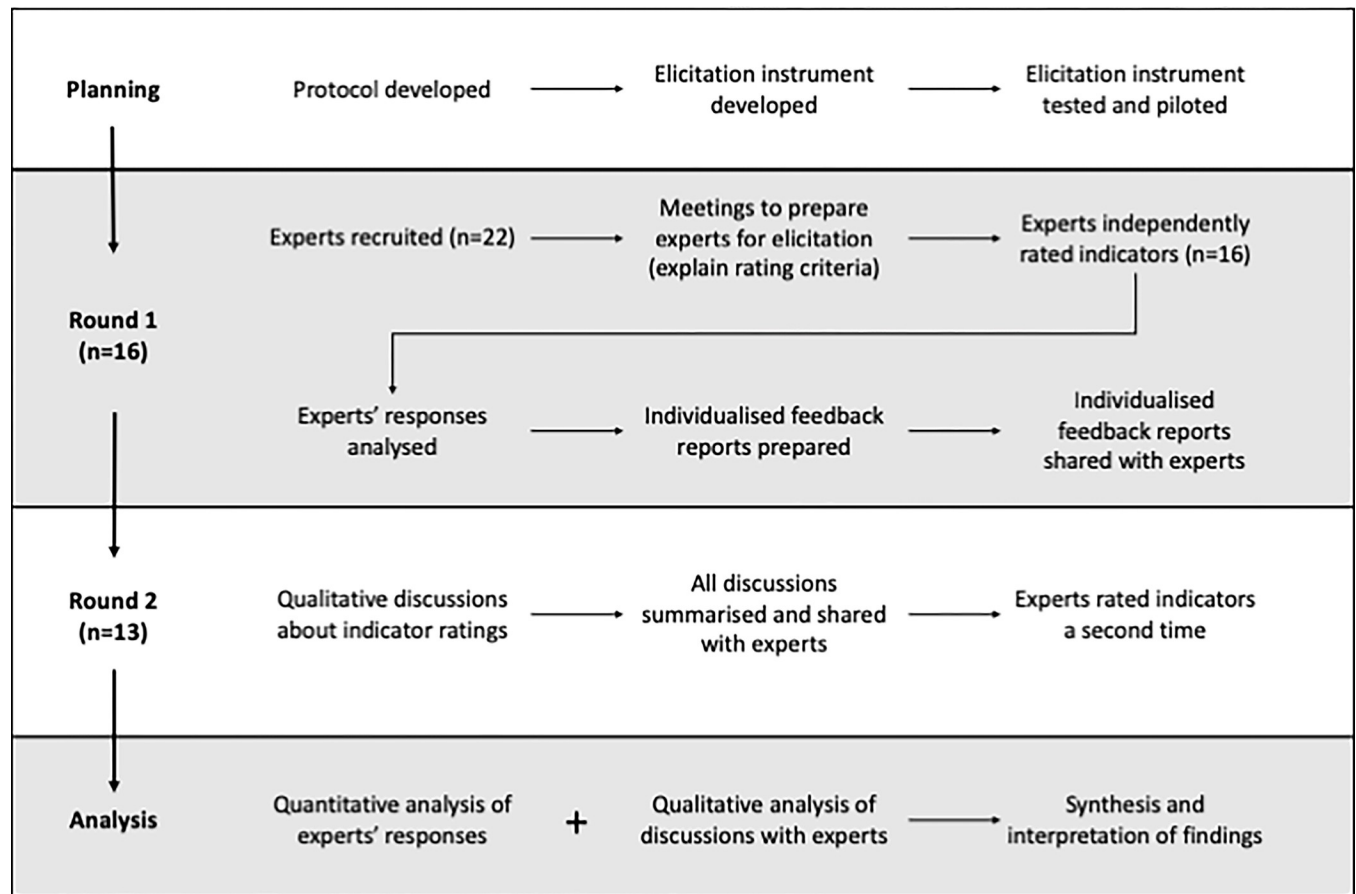 Planning
Protocol developed
Elicitation instrument
developed
Elicitation instrument
tested and piloted
Round 1
(n=16)
Experts recruited (n=22)
Meetings to prepare
experts for elicitation
(explain rating criteria)
Experts independently
rated indicators (n=16)
Experts’ responses
analysed
Individualised feedback
reports prepared
Individualised
feedback reports
shared with experts
Round 2
(n=13)
Qualitative discussions
about indicator ratings
All discussions
summarised and shared
with experts
Experts rated indicators
a second time
Analysis
Quantitative analysis of
experts’ responses
+
Qualitative analysis of
discussions with experts
Synthesis and
interpretation of findings